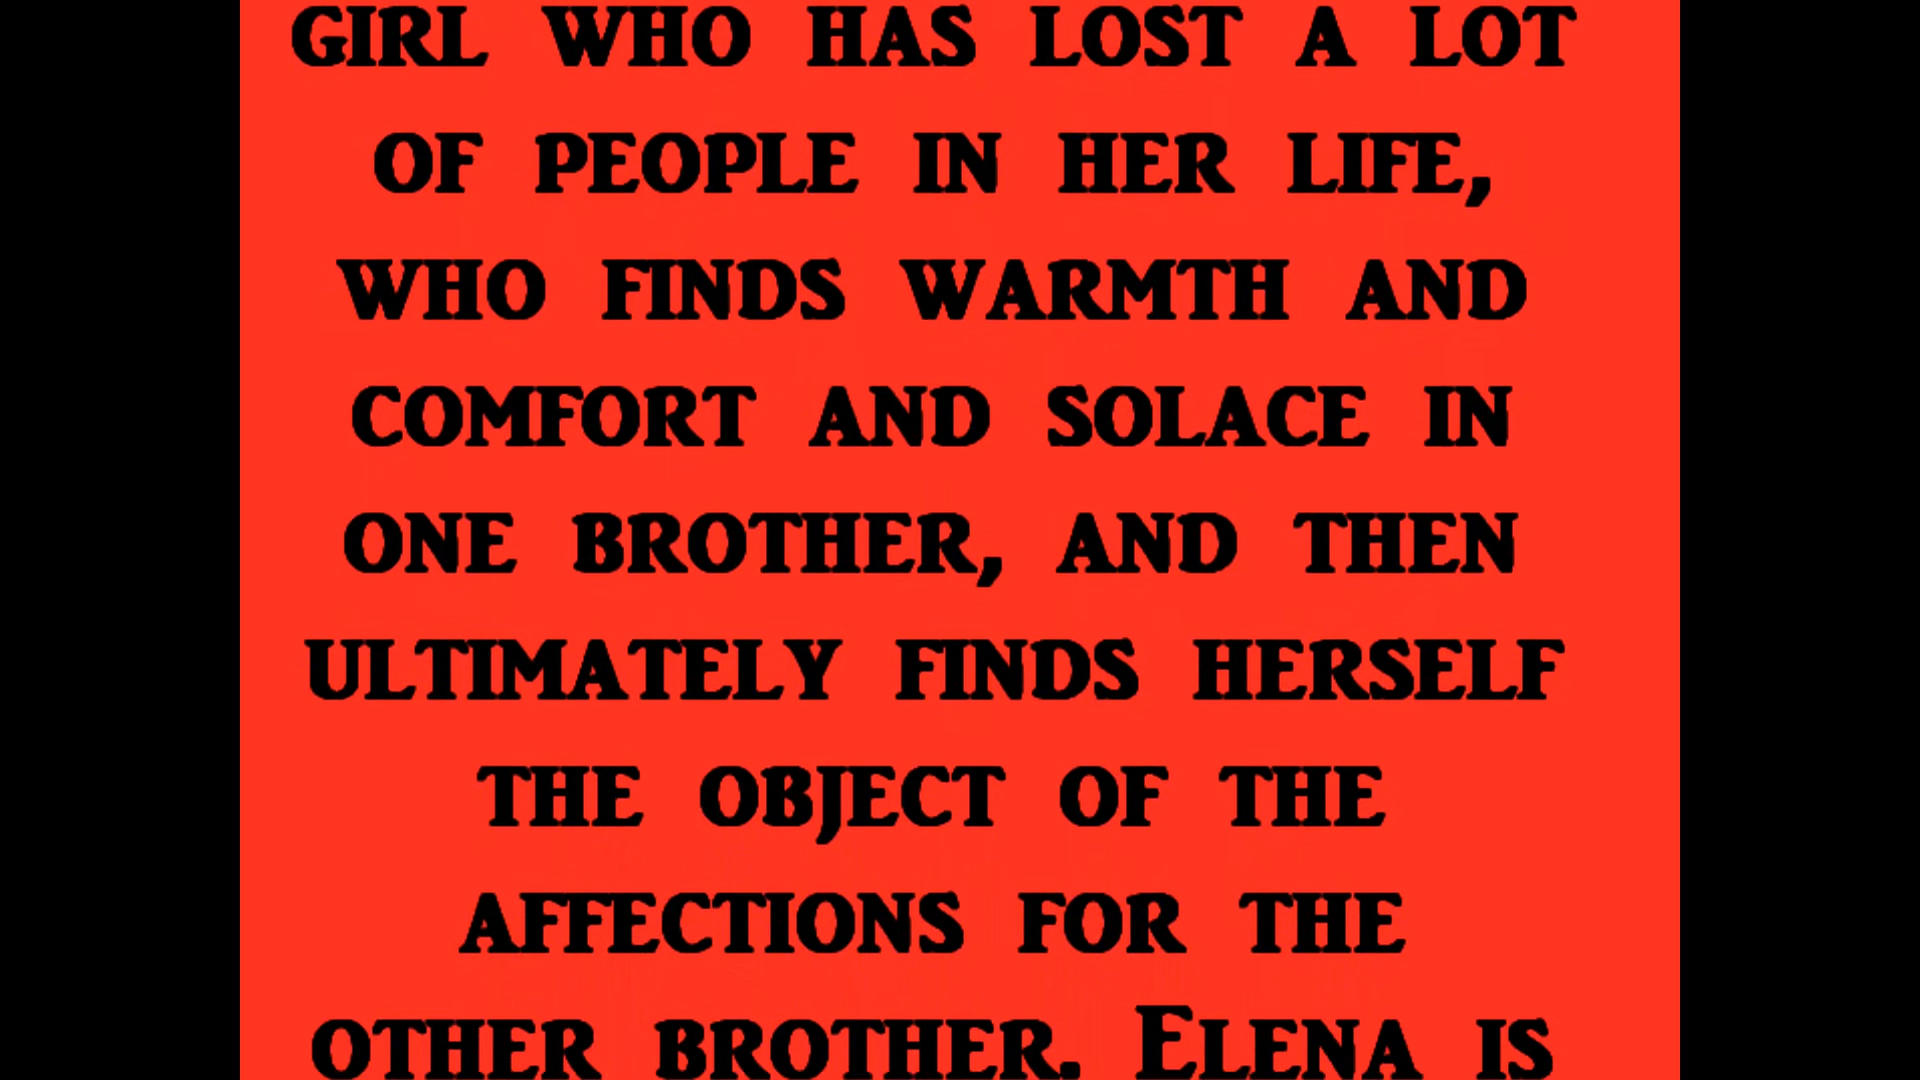 GIRL WHO HAS LOST A LOT
OF PEOPLE IN HER LIFE,
WHO FINDS WARMTH AND
COMFORT AND SOLACE IN
ONE BROTHER, AND THEN
ULTIMATELY FINDS HERSELF
THE OBJECT OF THE
AFFECTIONS FOR THE
OTHER BROTHER. ELENA IS